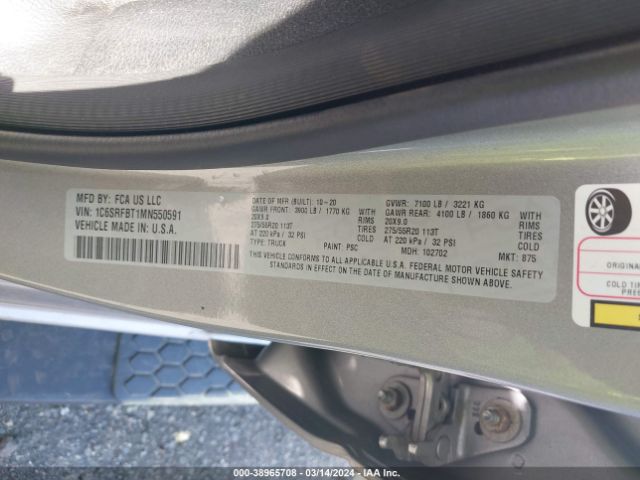 MFD BY: FCA US LLC
VIN: 1C6SRFBT1MN550591
VEHICLE MADE IN: U.S.A.
DATE OF MFR (BUILT): 10-20
GAWR FRONT: 3900 LB / 1770 KG
WITH
20X9.0
RIMS
275/55R20 113T
TIRES
AT 220 kPa / 32 PSI
COLD
TYPE: TRUCK
PAINT: PSC
GVWR: 7100 LB / 3221 KG
GAWR REAR: 4100 LB / 1860 KG
WITH
20X9.0
RIMS
275/55R20 113T
TIRES
AT 220 kPa / 32 PSI
COLD
MDH: 102702
MKT: 875
THIS VEHICLE CONFORMS TO ALL APPLICABLE U.S.A. FEDERAL MOTOR VEHICLE SAFETY
STANDARDS IN EFFECT ON THE DATE OF MANUFACTURE SHOWN ABOVE.
ORIGINAL
COLD TI
PRE
000-38965708 - 03/14/2024 - IAA Inc.